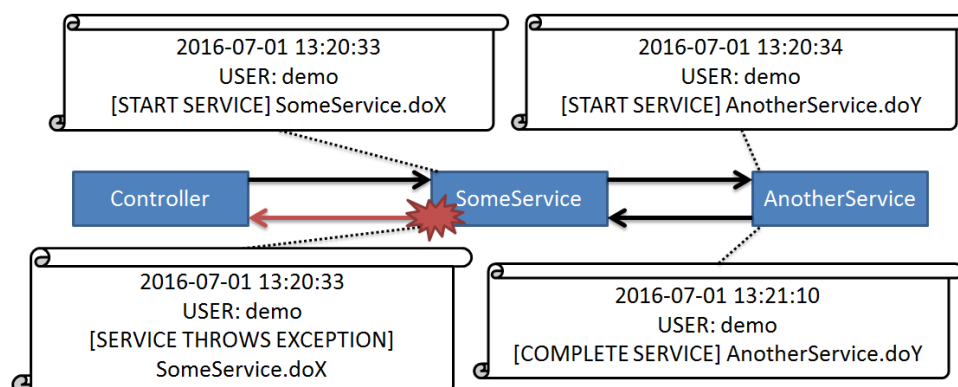 2016-07-01 13:20:33
USER: demo
[START SERVICE] SomeService.doX
2016-07-01 13:20:34
USER: demo
[START SERVICE] AnotherService.doY
Controller
SomeService
AnotherService
2016-07-01 13:20:33
USER: demo
[SERVICE THROWS EXCEPTION]
SomeService.doX
2016-07-01 13:21:10
USER: demo
[COMPLETE SERVICE] AnotherService.doY